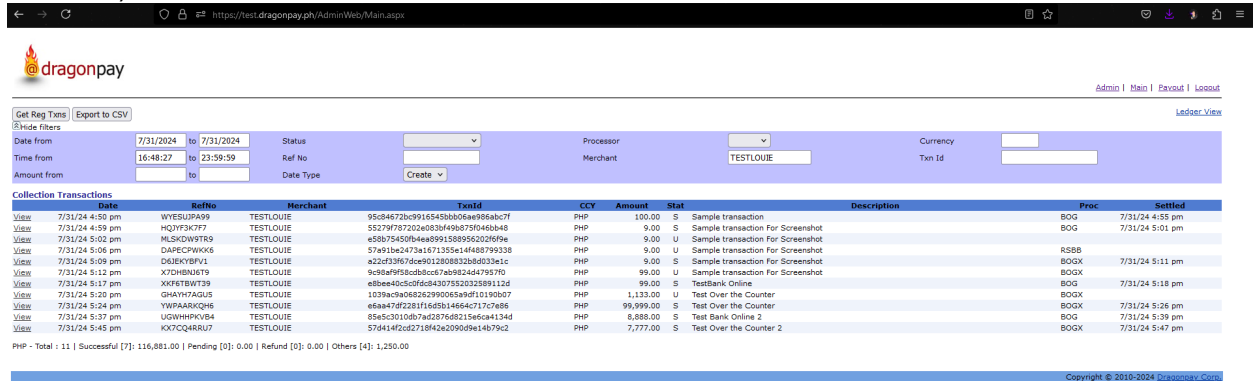 https://test.dragonpay.ph/AdminWeb/Main.aspx
dragonpay
Admin | Main | Payout | Logout
Get Reg Txns Export to CSV Ledger View
Hide filters
Date from 7/31/2024 to 7/31/2024 Status Processor Currency
Time from 16:48:27 to 23:59:59 Ref No Merchant TESTLOUIE Txn Id
Amount from to Date Type Create
Collection Transactions
Date RefNo Merchant TxnId CCY Amount Stat Description Proc Settled
View 7/31/24 4:50 pm WYESUJPA99 TESTLOUIE 95c84672bc9916545bbb06ae986abc7f PHP 100.00 S Sample transaction BOG 7/31/24 4:55 pm
View 7/31/24 4:59 pm HQJYF3K7F7 TESTLOUIE 55279f787202e083bf49b875f046bb48 PHP 9.00 S Sample transaction For Screenshot BOG 7/31/24 5:01 pm
View 7/31/24 5:02 pm MLSKDW9TR9 TESTLOUIE e58b75450fb4ea8991588956202f6f9e PHP 9.00 U Sample transaction For Screenshot
View 7/31/24 5:06 pm DAPECPWKK6 TESTLOUIE 57a91be2473a1671355e14f488799338 PHP 9.00 U Sample transaction For Screenshot RSBB
View 7/31/24 5:09 pm D6JEKYBFV1 TESTLOUIE a22cf33f67dce9012808832b8d033e1c PHP 9.00 S Sample transaction For Screenshot BOGX 7/31/24 5:11 pm
View 7/31/24 5:12 pm X7DHBNJ6T9 TESTLOUIE 9c98af9f58cdb8cc67ab9824d47957f0 PHP 99.00 U Sample transaction For Screenshot BOGX
View 7/31/24 5:17 pm XKF6TBWT39 TESTLOUIE e8bee40c5c0fdc84307552032589112d PHP 99.00 S TestBank Online BOG 7/31/24 5:18 pm
View 7/31/24 5:20 pm GHAYH7AGU5 TESTLOUIE 1039ac9a068262990065a9df10190b07 PHP 1,133.00 U Test Over the Counter BOGX
View 7/31/24 5:24 pm YWPAARKQH6 TESTLOUIE e6aa47df2281f16d5b14664c717c7e86 PHP 99,999.00 S Test Over the Counter BOGX 7/31/24 5:26 pm
View 7/31/24 5:37 pm UGWHHPKVB4 TESTLOUIE 85e5c3010db7ad2876d8215e6ca4134d PHP 8,888.00 S Test Bank Online 2 BOG 7/31/24 5:39 pm
View 7/31/24 5:45 pm KX7CQ4RRU7 TESTLOUIE 57d414f2cd2718f42e2090d9e14b79c2 PHP 7,777.00 S Test Over the Counter 2 BOGX 7/31/24 5:47 pm
PHP - Total : 11 | Successful [7]: 116,881.00 | Pending [0]: 0.00 | Refund [0]: 0.00 | Others [4]: 1,250.00
Copyright © 2010-2024 Dragonpay Corp.